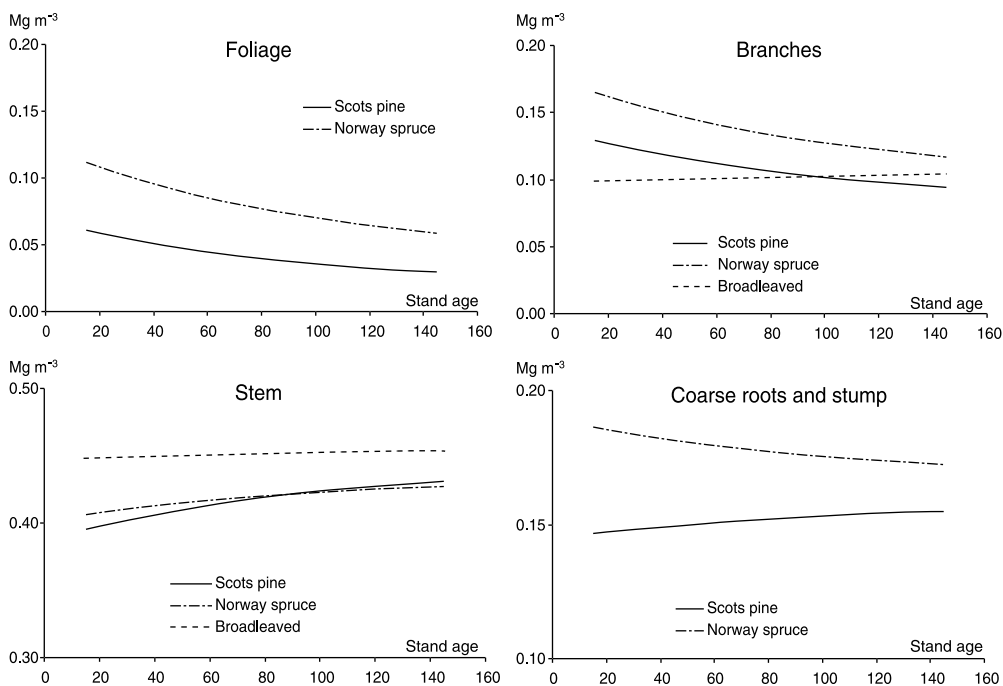 Mg m⁻³
Foliage
0.20
0.15
0.10
0.05
0.00
Scots pine
Norway spruce
Stand age
0 20 40 60 80 100 120 140 160
Mg m⁻³
Branches
0.20
0.15
0.10
0.05
0.00
Scots pine
Norway spruce
Broadleaved
Stand age
0 20 40 60 80 100 120 140 160
Mg m⁻³
Stem
0.50
0.40
0.30
Scots pine
Norway spruce
Broadleaved
Stand age
0 20 40 60 80 100 120 140 160
Mg m⁻³
Coarse roots and stump
0.20
0.15
0.10
Scots pine
Norway spruce
Stand age
0 20 40 60 80 100 120 140 160